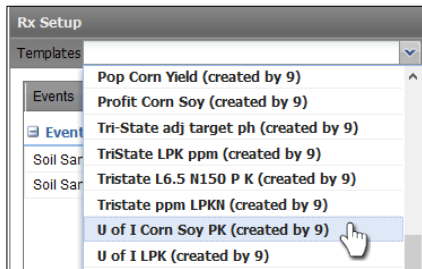 Rx Setup
Templates
Pop Corn Yield (created by 9)
Events
Profit Corn Soy (created by 9)
Tri-State adj target ph (created by 9)
Event
TriState LPK ppm (created by 9)
Soil Sar
Tristate L6.5 N150 P K (created by 9)
Soil Sar
Tristate ppm LPKN (created by 9)
U of I Corn Soy PK (created by 9)
U of I LPK (created by 9)